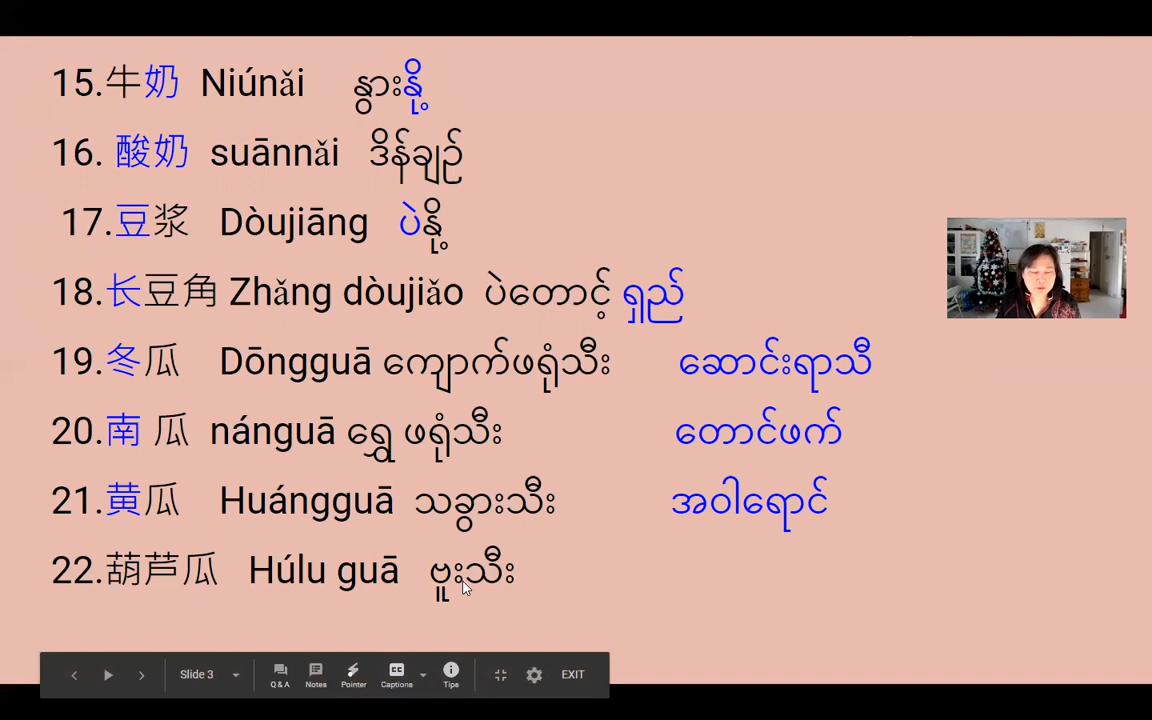 15.牛奶 Niúnǎi နွားနို့
16. 酸奶 suānnǎi ဒိန်ချဉ်
17.豆浆 Dòujiāng ပဲနို့
18.长豆角 Zhǎng dòujiǎo ပဲတောင့် ရှည်
19.冬瓜 Dōngguā ကျောက်ဖရုံသီး ဆောင်းရာသီ
20.南 瓜 nánguā ရွှေ ဖရုံသီး တောင်ဖက်
21.黄瓜 Huángguā သခွားသီး အဝါရောင်
22.葫芦瓜 Húlu guā ဗူးသီး
Slide 3 Q & A Notes Pointer CC Captions Tips EXIT